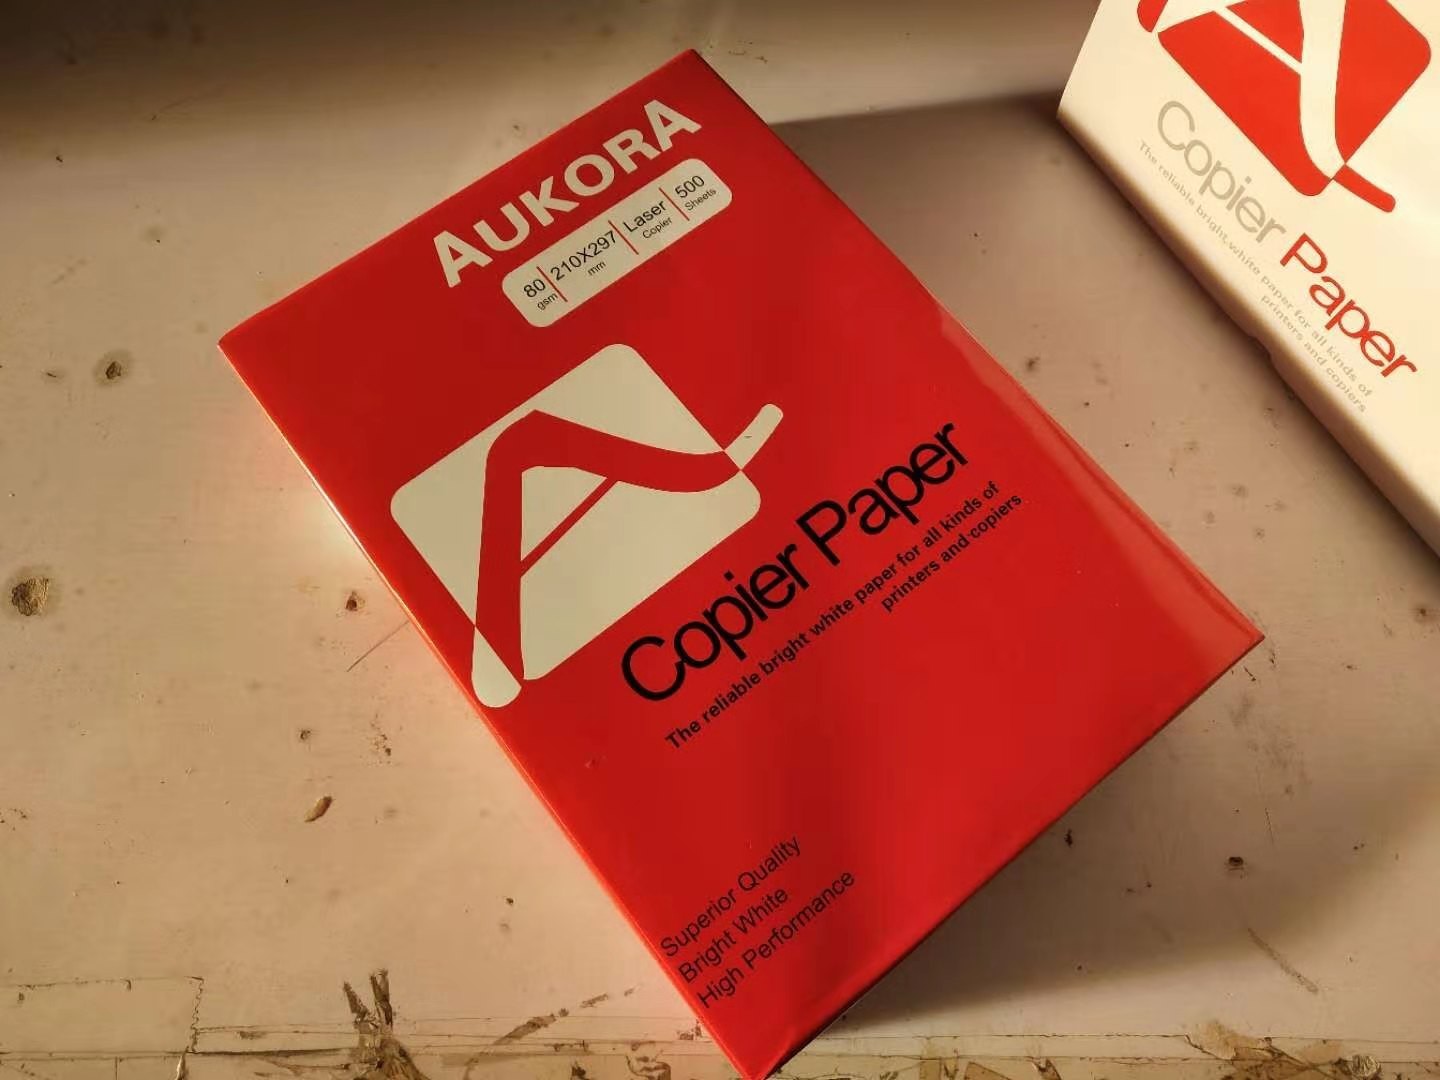 AUKORA
80 gsm | 210X297 mm | Laser Copier | 500 Sheets
Copier Paper
The reliable bright white paper for all kinds of
printers and copiers
Superior Quality
Bright White
High Performance
Copier Paper
The reliable bright white paper for all kinds of
printers and copiers